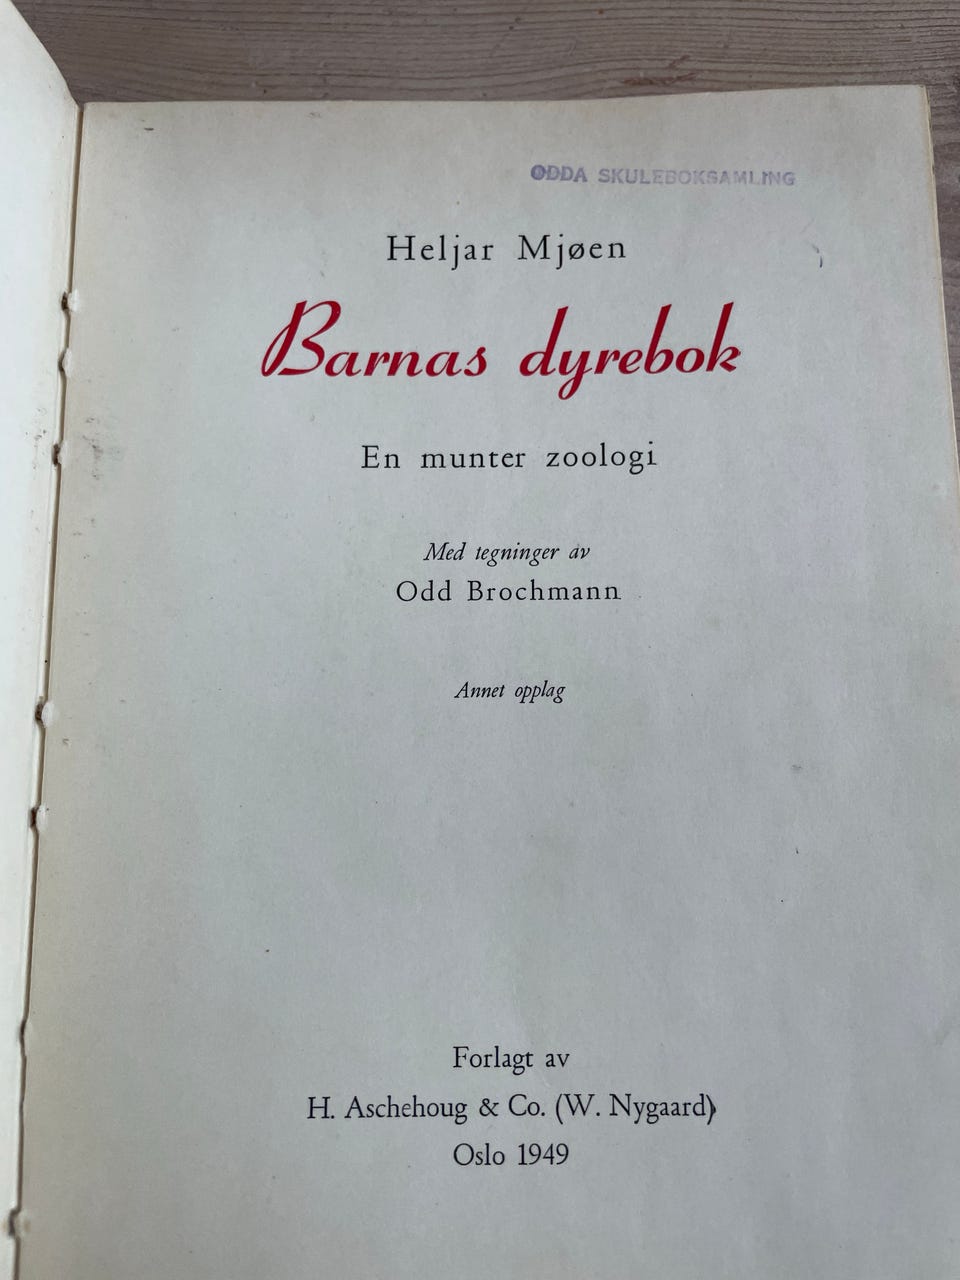 ODDA SKULEBOKSAMLING
Heljar Mjøen
Barnas dyrebok
En munter zoologi
Med tegninger av
Odd Brochmann
Annet opplag
Forlagt av
H. Aschehoug & Co. (W. Nygaard)
Oslo 1949